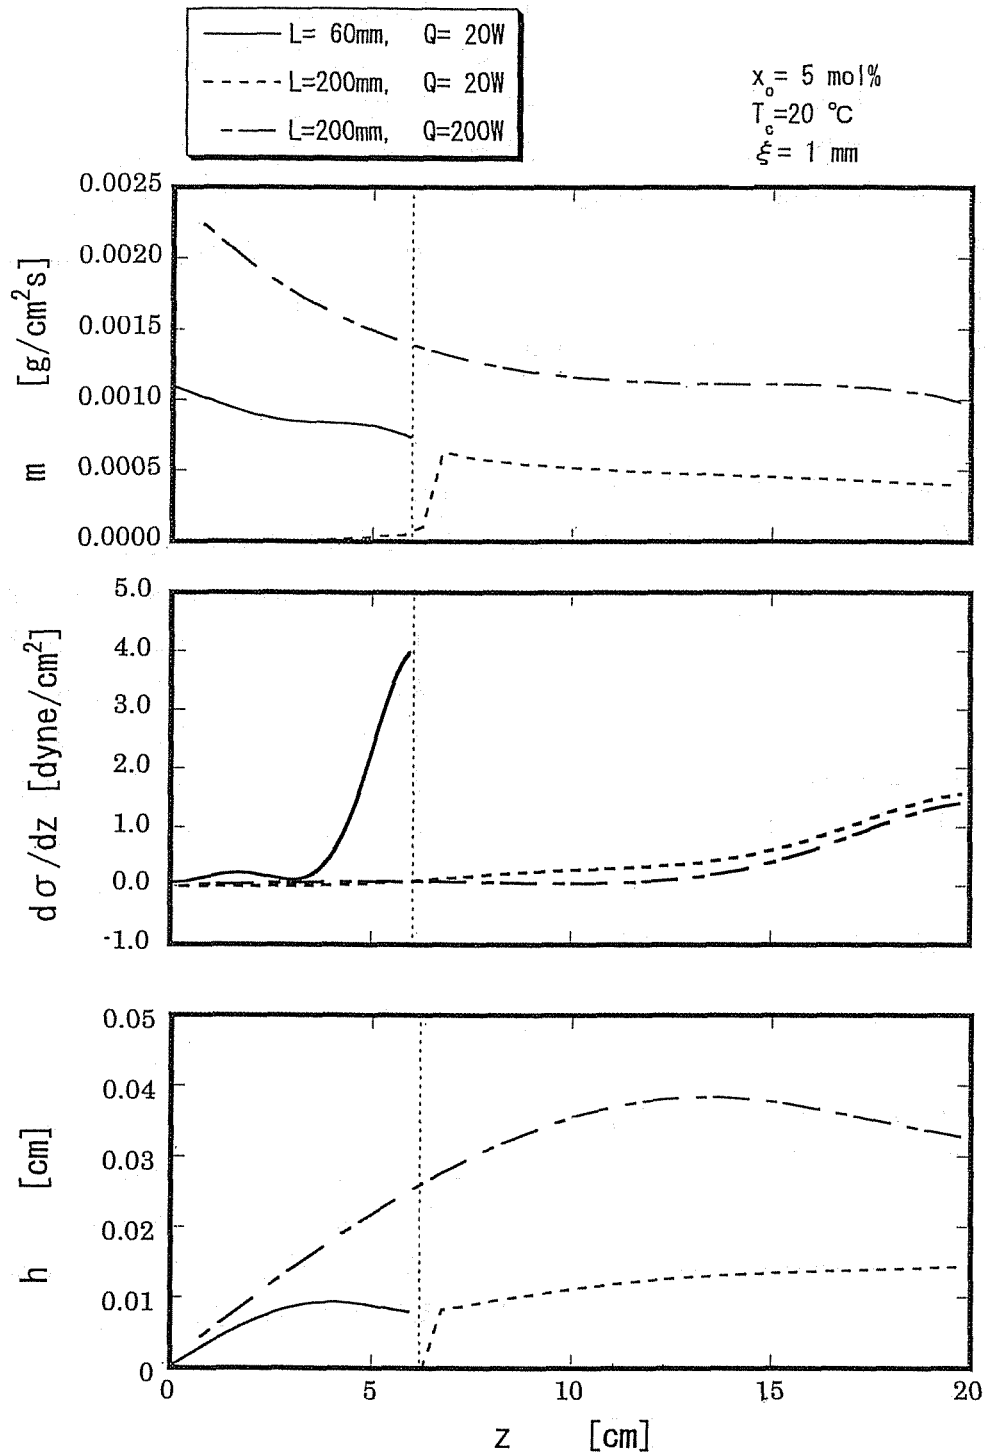 L= 60mm, Q= 20W
L=200mm, Q= 20W
L=200mm, Q=200W
x₀= 5 mol%
T_c=20 ℃
ξ= 1 mm
0.0025
0.0020
0.0015
0.0010
0.0005
0.0000
m [g/cm²s]
5.0
4.0
3.0
2.0
1.0
0.0
-1.0
dσ/dz [dyne/cm²]
0.05
0.04
0.03
0.02
0.01
0
h [cm]
0 5 10 15 20
z [cm]